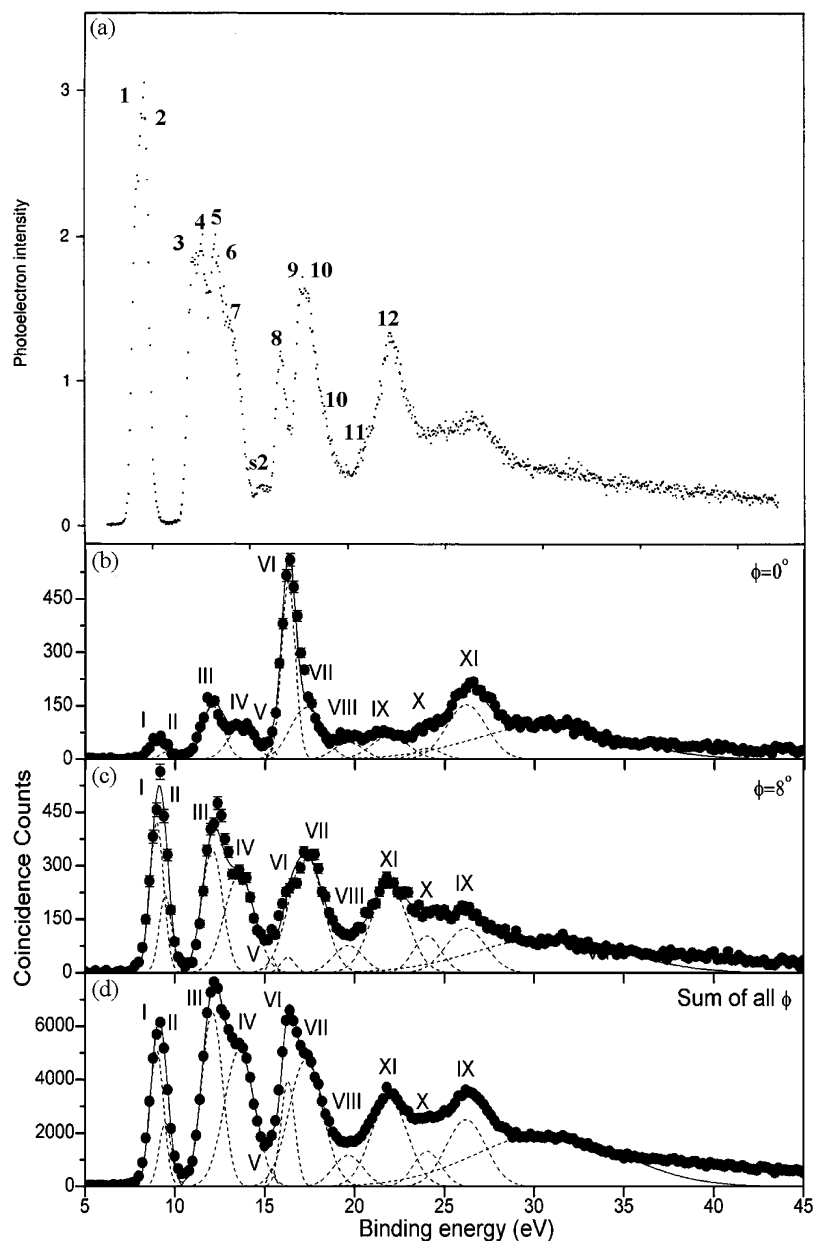 (a)
3
2
1
0
Photoelectron intensity
1
2
3
4
5
6
7
s2
8
9 10
10
11
12
(b)
ϕ=0°
450
300
150
0
I
II
III
IV
V
VI
VII
VIII
IX
X
XI
(c)
ϕ=8°
450
300
150
0
I
II
III
IV
V
VI
VII
VIII
XI
X
IX
(d)
Sum of all ϕ
6000
4000
2000
0
I
II
III
IV
V
VI
VII
VIII
XI
X
IX
Coincidence Counts
5 10 15 20 25 30 35 40 45
Binding energy (eV)